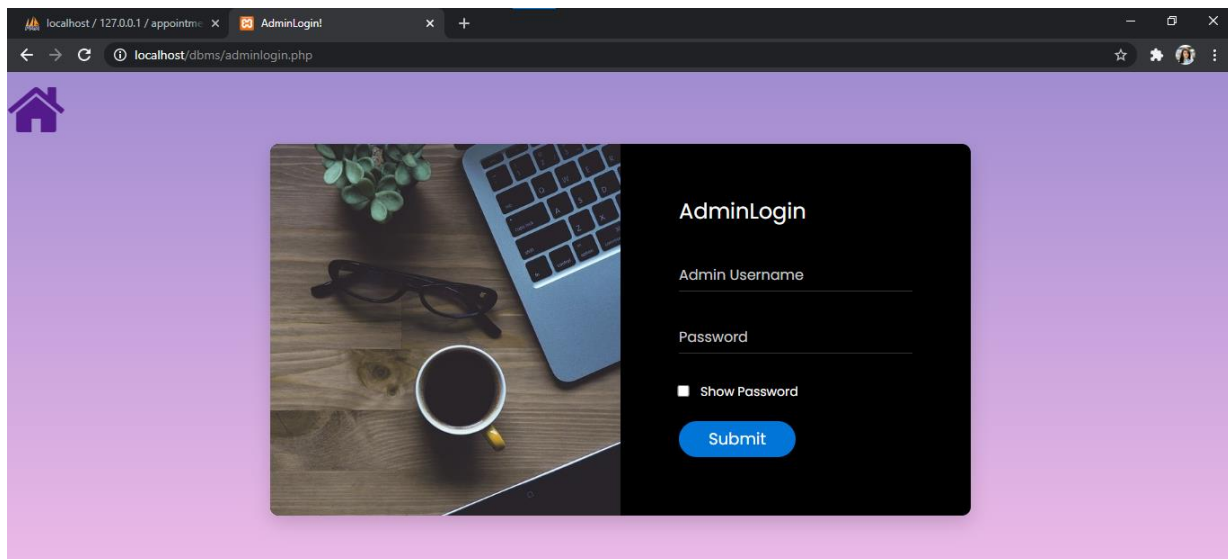 localhost / 127.0.0.1 / appointme
AdminLogin!
localhost/dbms/adminlogin.php
AdminLogin
Admin Username
Password
Show Password
Submit